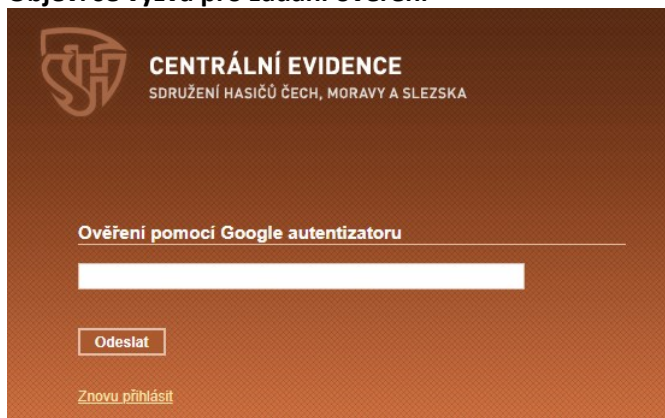 CENTRÁLNÍ EVIDENCE
SDRUŽENÍ HASIČŮ ČECH, MORAVY A SLEZSKA
Ověření pomocí Google autentizatoru
Odeslat
Znovu přihlásit